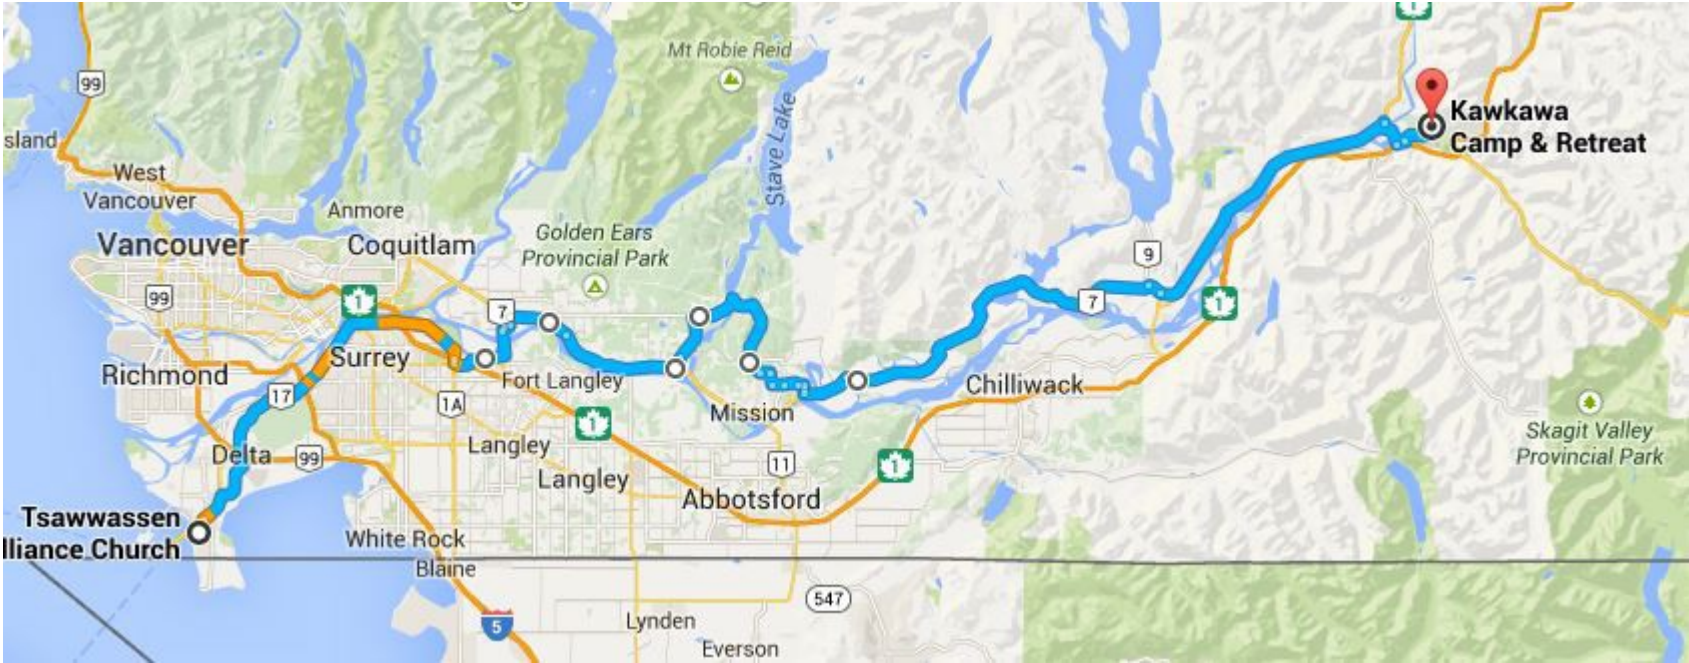 Mt Robie Reid
99
Kawkawa
Camp & Retreat
sland
Stave Lake
West
Vancouver
Anmore
Golden Ears
Provincial Park
Vancouver
Coquitlam
9
99
1
7
7
1
Surrey
Richmond
Fort Langley
Chilliwack
17
1A
Mission
1
Skagit Valley
Provincial Park
Langley
Delta
99
11
1
Langley
Abbotsford
Tsawwassen
lliance Church
White Rock
Blaine
547
5
Lynden
Everson